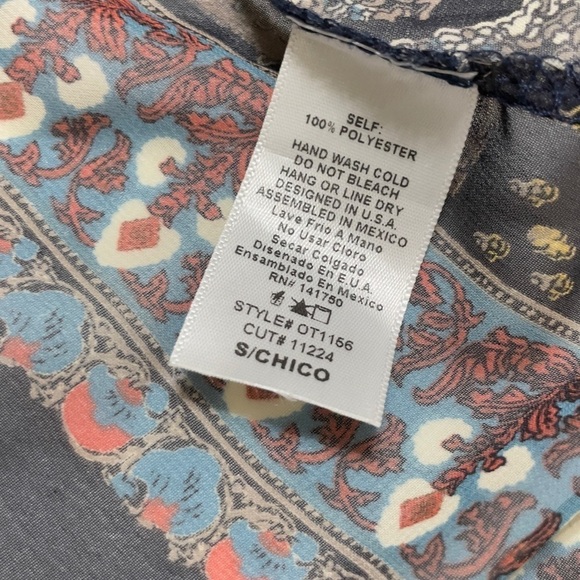 SELF:
100% POLYESTER
HAND WASH COLD
DO NOT BLEACH
HANG OR LINE DRY
DESIGNED IN U.S.A.
ASSEMBLED IN MEXICO
Lave Frio A Mano
No Usar Cloro
Secar Colgado
Disenado En E.U.A.
Ensamblado En Mexico
RN# 141750
STYLE# OT1156
CUT# 11224
S/CHICO